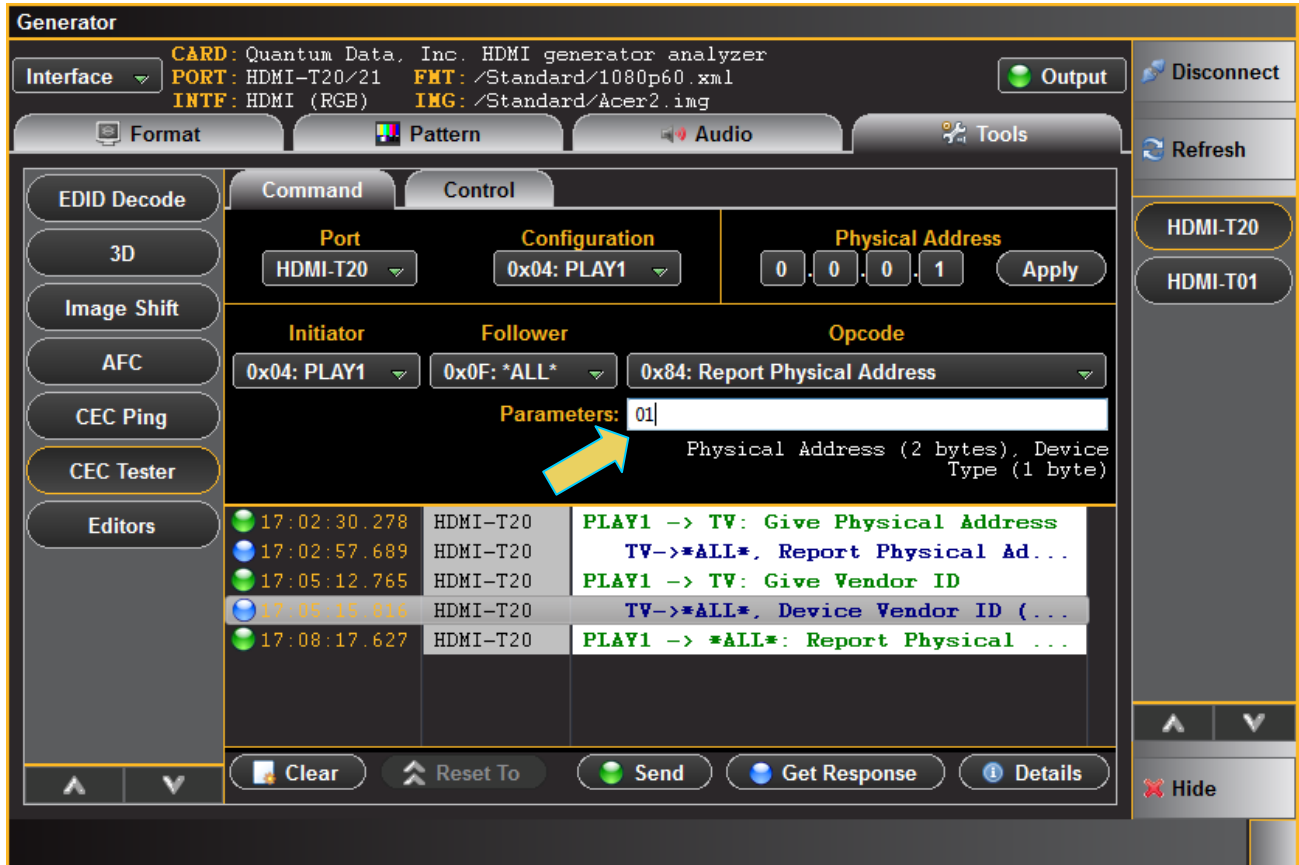 Generator
Interface
CARD: Quantum Data, Inc. HDMI generator analyzer
PORT: HDMI-T20/21 FMT: /Standard/1080p60.xml
INTF: HDMI (RGB) IMG: /Standard/Acer2.img
Output
Disconnect
Refresh
Format Pattern Audio Tools
EDID Decode
3D
Image Shift
AFC
CEC Ping
CEC Tester
Editors
Command Control
Port Configuration Physical Address
HDMI-T20 0x04: PLAY1 0 . 0 . 0 . 1 Apply
Initiator Follower Opcode
0x04: PLAY1 0x0F: *ALL* 0x84: Report Physical Address
Parameters: 01
Physical Address (2 bytes), Device
Type (1 byte)
17:02:30.278 HDMI-T20 PLAY1 -> TV: Give Physical Address
17:02:57.689 HDMI-T20 TV->*ALL*, Report Physical Ad...
17:05:12.765 HDMI-T20 PLAY1 -> TV: Give Vendor ID
17:05:15.816 HDMI-T20 TV->*ALL*, Device Vendor ID (...
17:08:17.627 HDMI-T20 PLAY1 -> *ALL*: Report Physical ...
Clear Reset To Send Get Response Details
HDMI-T20
HDMI-T01
Hide